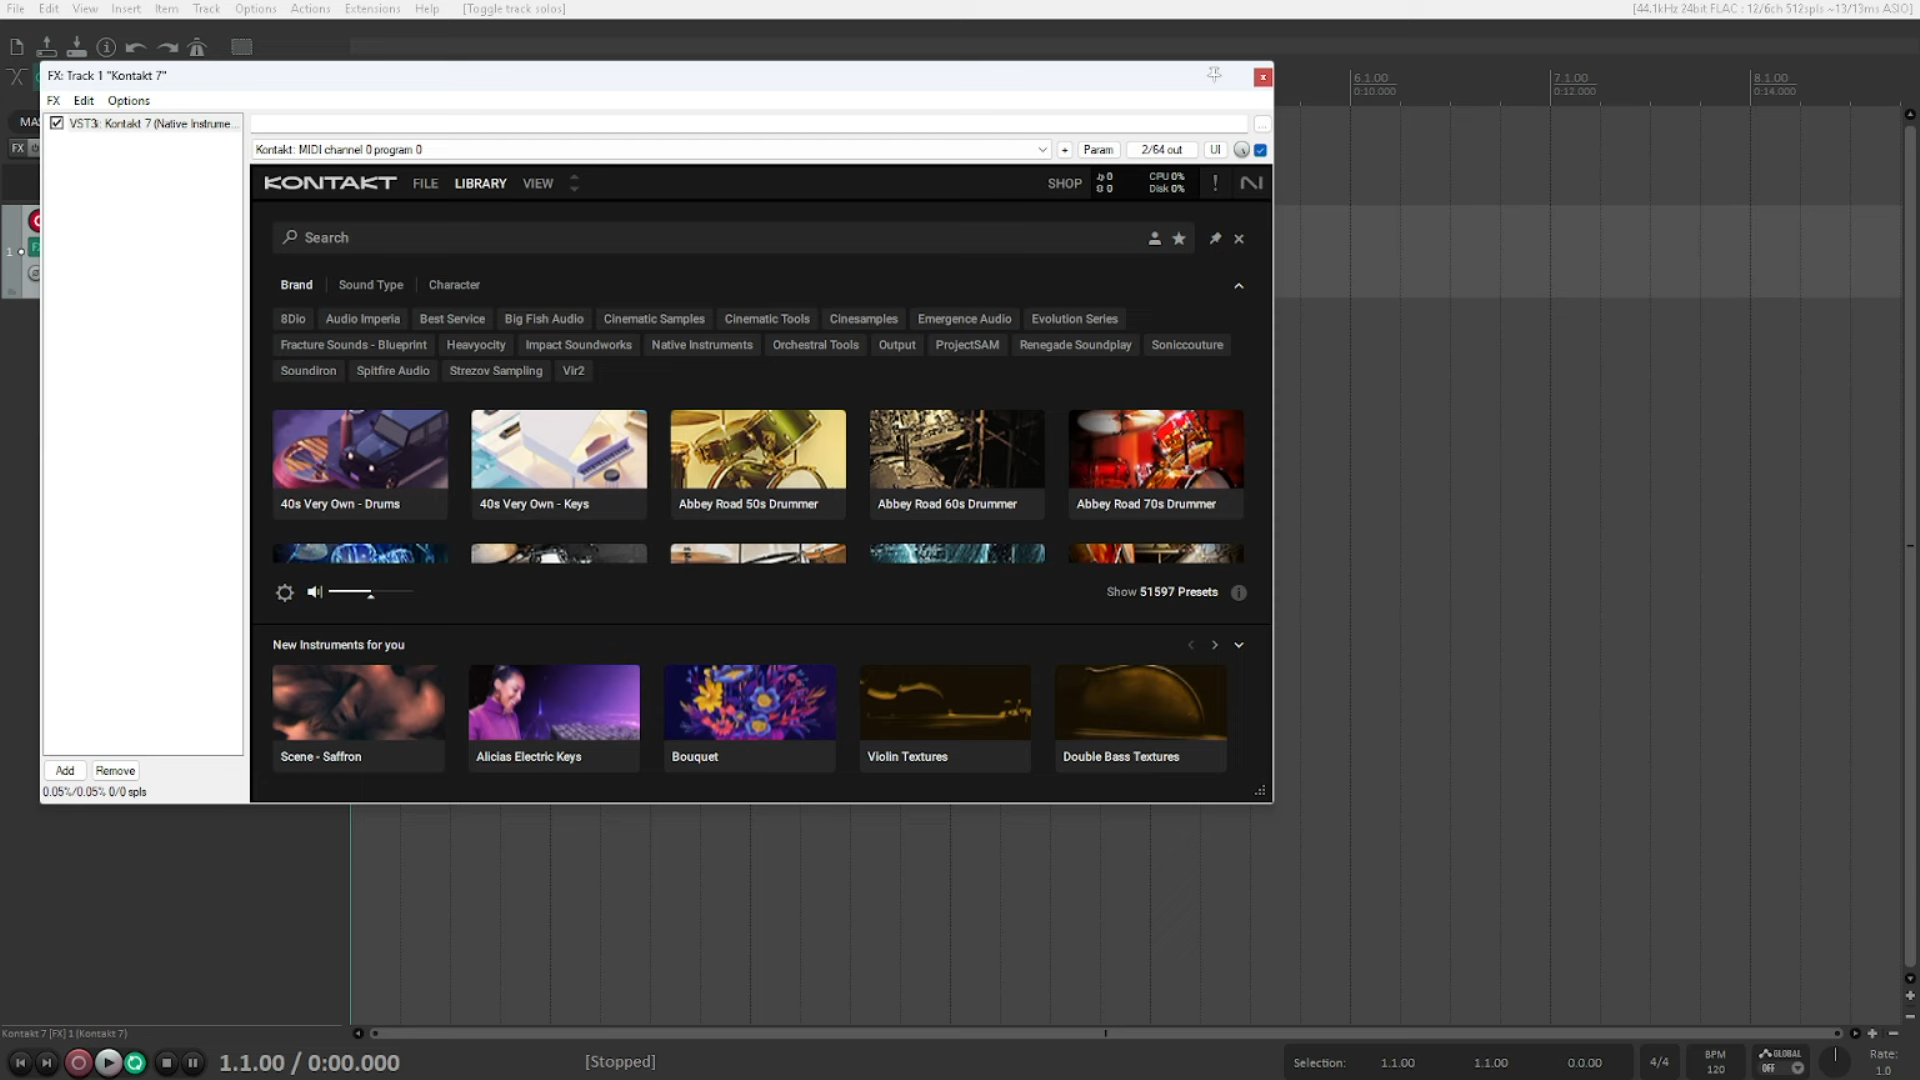 File Edit View Insert Item Track Options Actions Extensions Help [Toggle track solos] [44.1kHz 24bit FLAC : 12/6ch 512spls ~13/13ms ASIO]
FX: Track 1 "Kontakt 7"
6.1.00 7.1.00 8.1.00
0:10.000 0:12.000 0:14.000
FX Edit Options
MAS
VST3i: Kontakt 7 (Native Instrume...
...
FX
Kontakt: MIDI channel 0 program 0 + Param 2/64 out UI
KONTAKT FILE LIBRARY VIEW SHOP 0 0 CPU 0% Disk 0% !
Search
1
Brand Sound Type Character
8Dio Audio Imperia Best Service Big Fish Audio Cinematic Samples Cinematic Tools Cinesamples Emergence Audio Evolution Series
Fracture Sounds - Blueprint Heavyocity Impact Soundworks Native Instruments Orchestral Tools Output ProjectSAM Renegade Soundplay Soniccouture
Soundiron Spitfire Audio Strezov Sampling Vir2
40s Very Own - Drums 40s Very Own - Keys Abbey Road 50s Drummer Abbey Road 60s Drummer Abbey Road 70s Drummer
Show 51597 Presets
New Instruments for you
Scene - Saffron Alicias Electric Keys Bouquet Violin Textures Double Bass Textures
Add Remove
0.05%/0.05% 0/0 spls
Kontakt 7 [FX] 1 (Kontakt 7)
1.1.00 / 0:00.000 [Stopped] Selection: 1.1.00 1.1.00 0.0.00 4/4 BPM 120 GLOBAL OFF Rate: 1.0